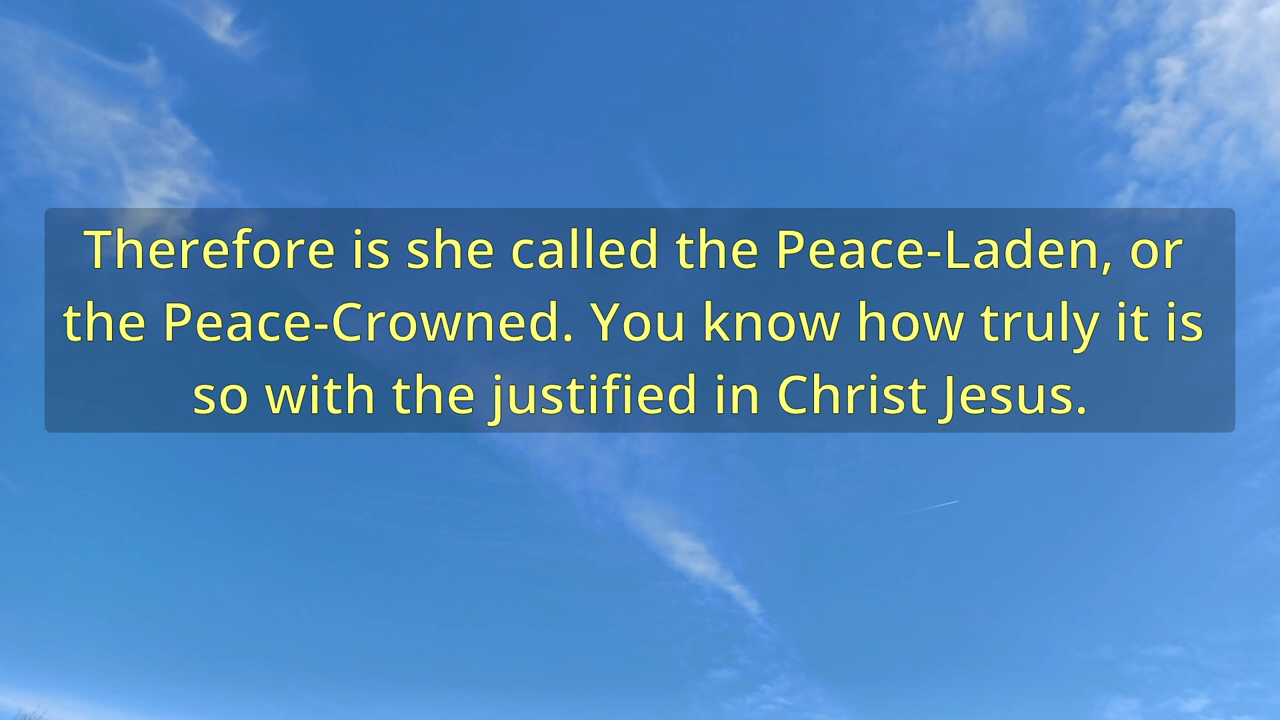 Therefore is she called the Peace-Laden, or
the Peace-Crowned. You know how truly it is
so with the justified in Christ Jesus.